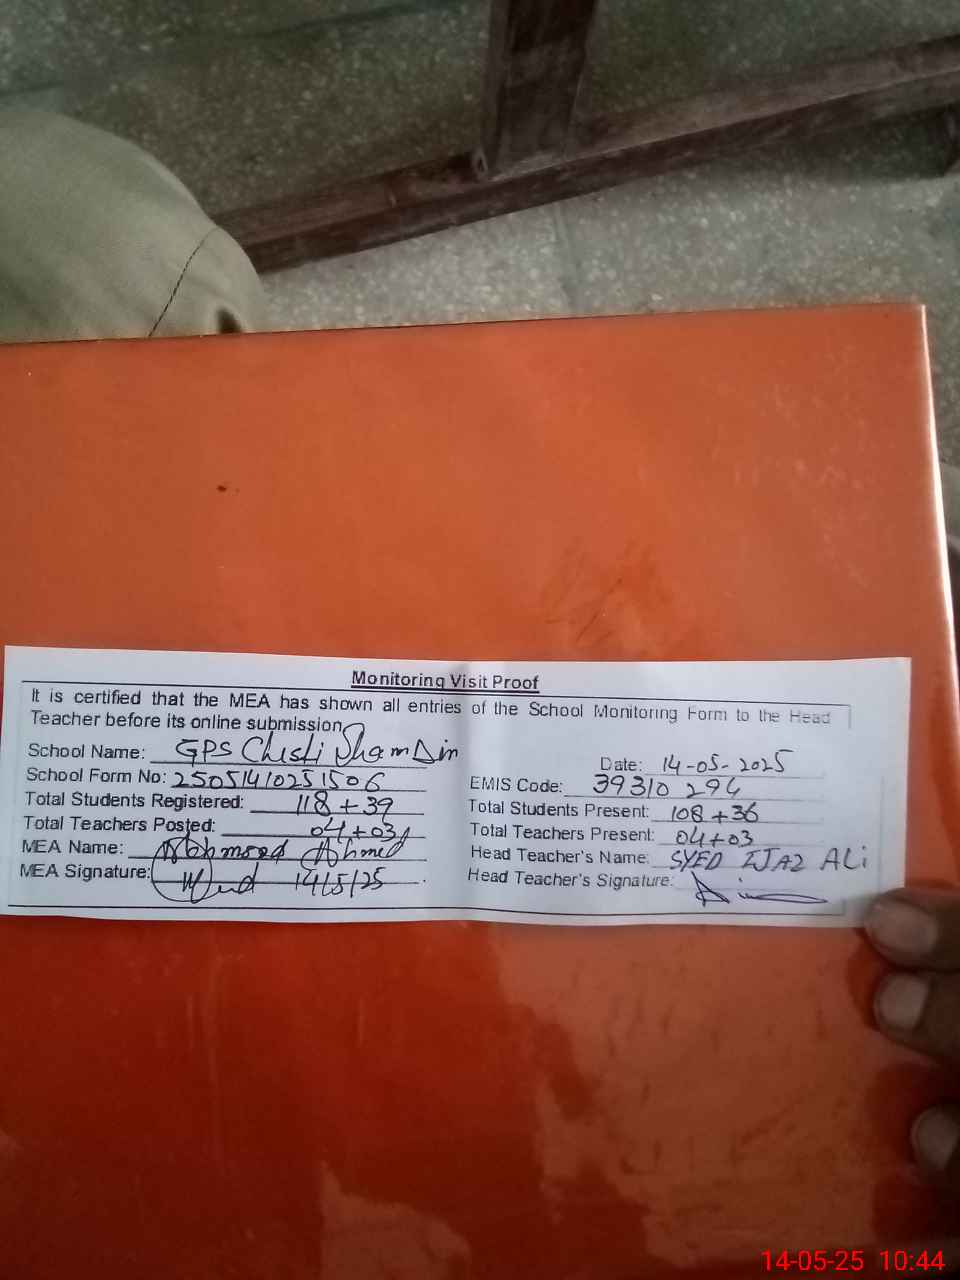 Monitoring Visit Proof
It is certified that the MEA has shown all entries of the School Monitoring Form to the Head
Teacher before its online submission
School Name: GPS Chisti Sham Din
Date: 14-05-2025
School Form No: 25051410251506
EMIS Code: 39310294
Total Students Registered: 118+39
Total Students Present: 108+36
Total Teachers Posted: 04+03
Total Teachers Present: 04+03
MEA Name: Mahmood Ahmed
Head Teacher's Name: SYED IJAZ ALi
MEA Signature: 14/5/25
Head Teacher's Signature:
14-05-25 10:44